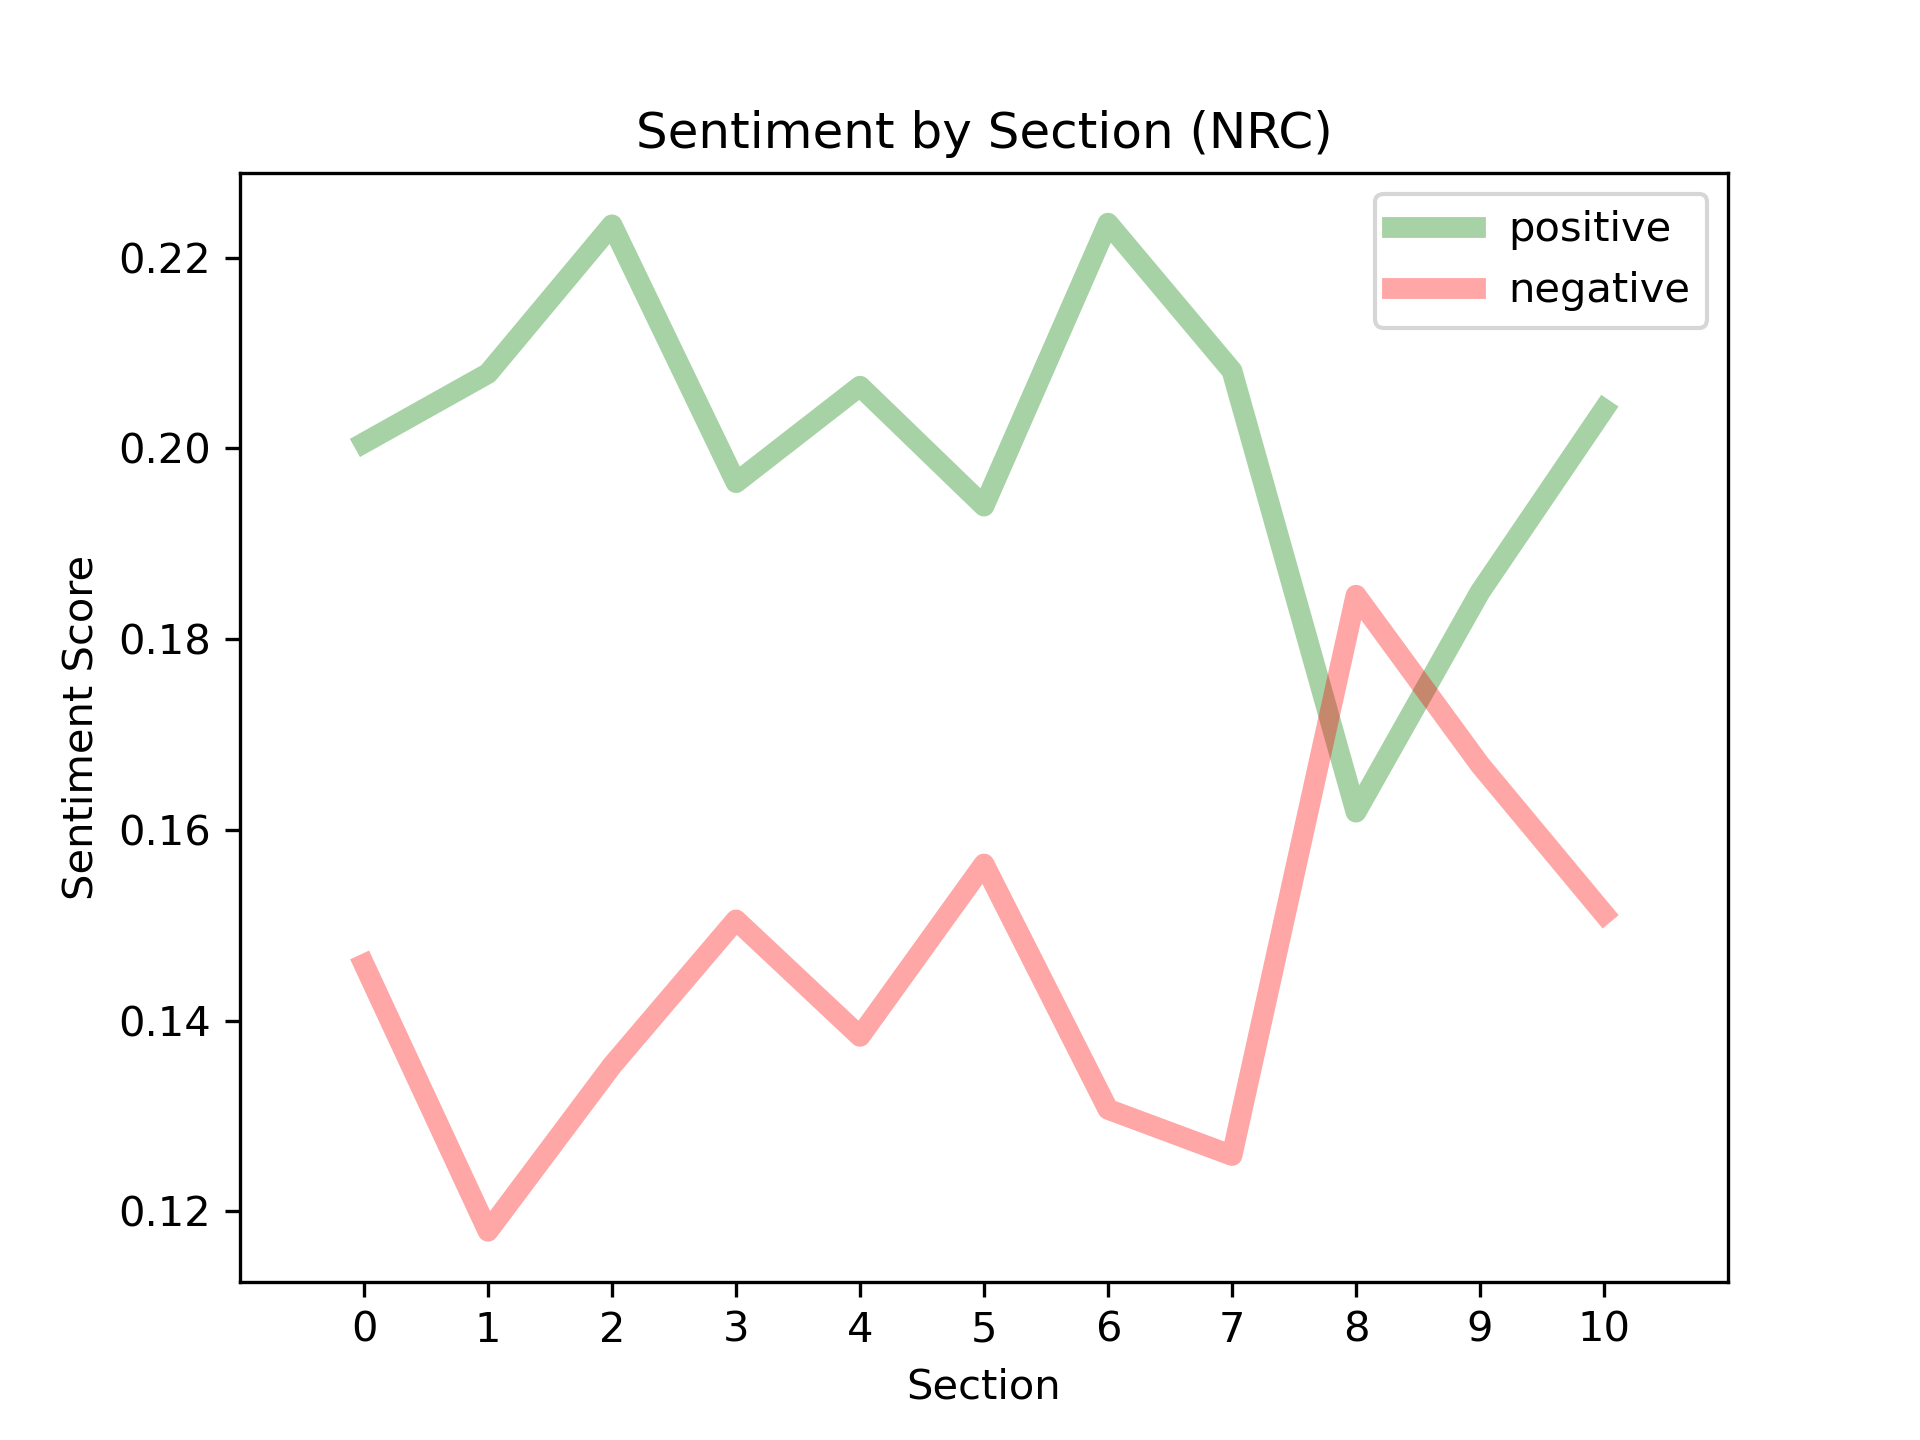 Sentiment by Section (NRC)
positive
negative
0.22
0.20
0.18
0.16
0.14
0.12
Sentiment Score
0 1 2 3 4 5 6 7 8 9 10
Section